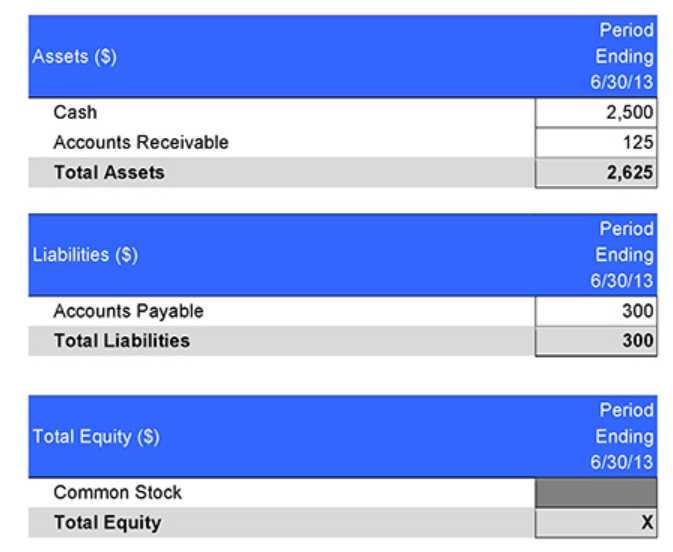 Period
Assets ($) Ending
6/30/13
Cash 2,500
Accounts Receivable 125
Total Assets 2,625
Period
Liabilities ($) Ending
6/30/13
Accounts Payable 300
Total Liabilities 300
Period
Total Equity ($) Ending
6/30/13
Common Stock
Total Equity X